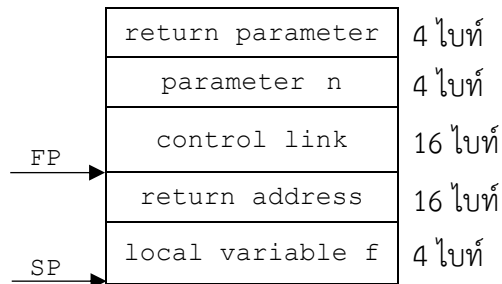 return parameter 4 ไบท์
parameter n 4 ไบท์
control link 16 ไบท์
FP
return address 16 ไบท์
local variable f 4 ไบท์
SP